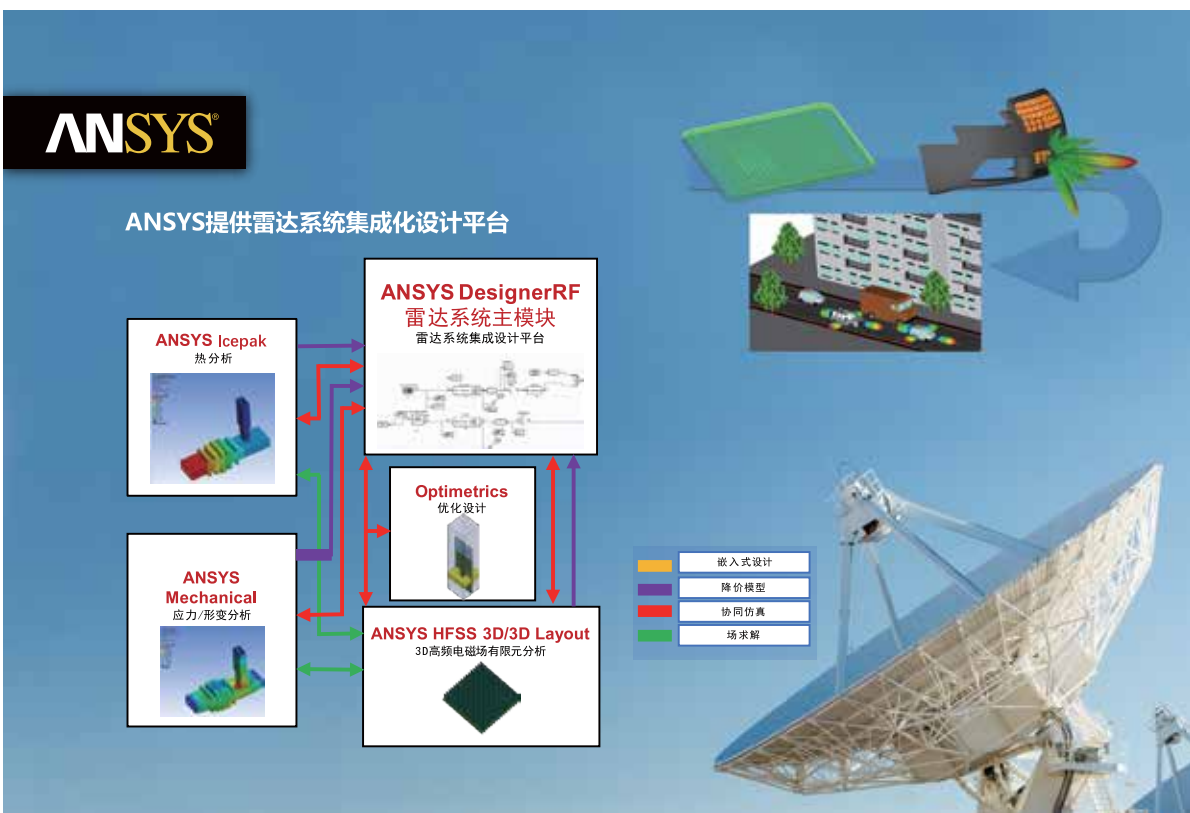 ANSYS®
ANSYS提供雷达系统集成化设计平台
ANSYS DesignerRF
雷达系统主模块
雷达系统集成设计平台
ANSYS Icepak
热分析
Optimetrics
优化设计
ANSYS
Mechanical
应力/形变分析
ANSYS HFSS 3D/3D Layout
3D高频电磁场有限元分析
嵌入式设计
降价模型
协同仿真
场求解